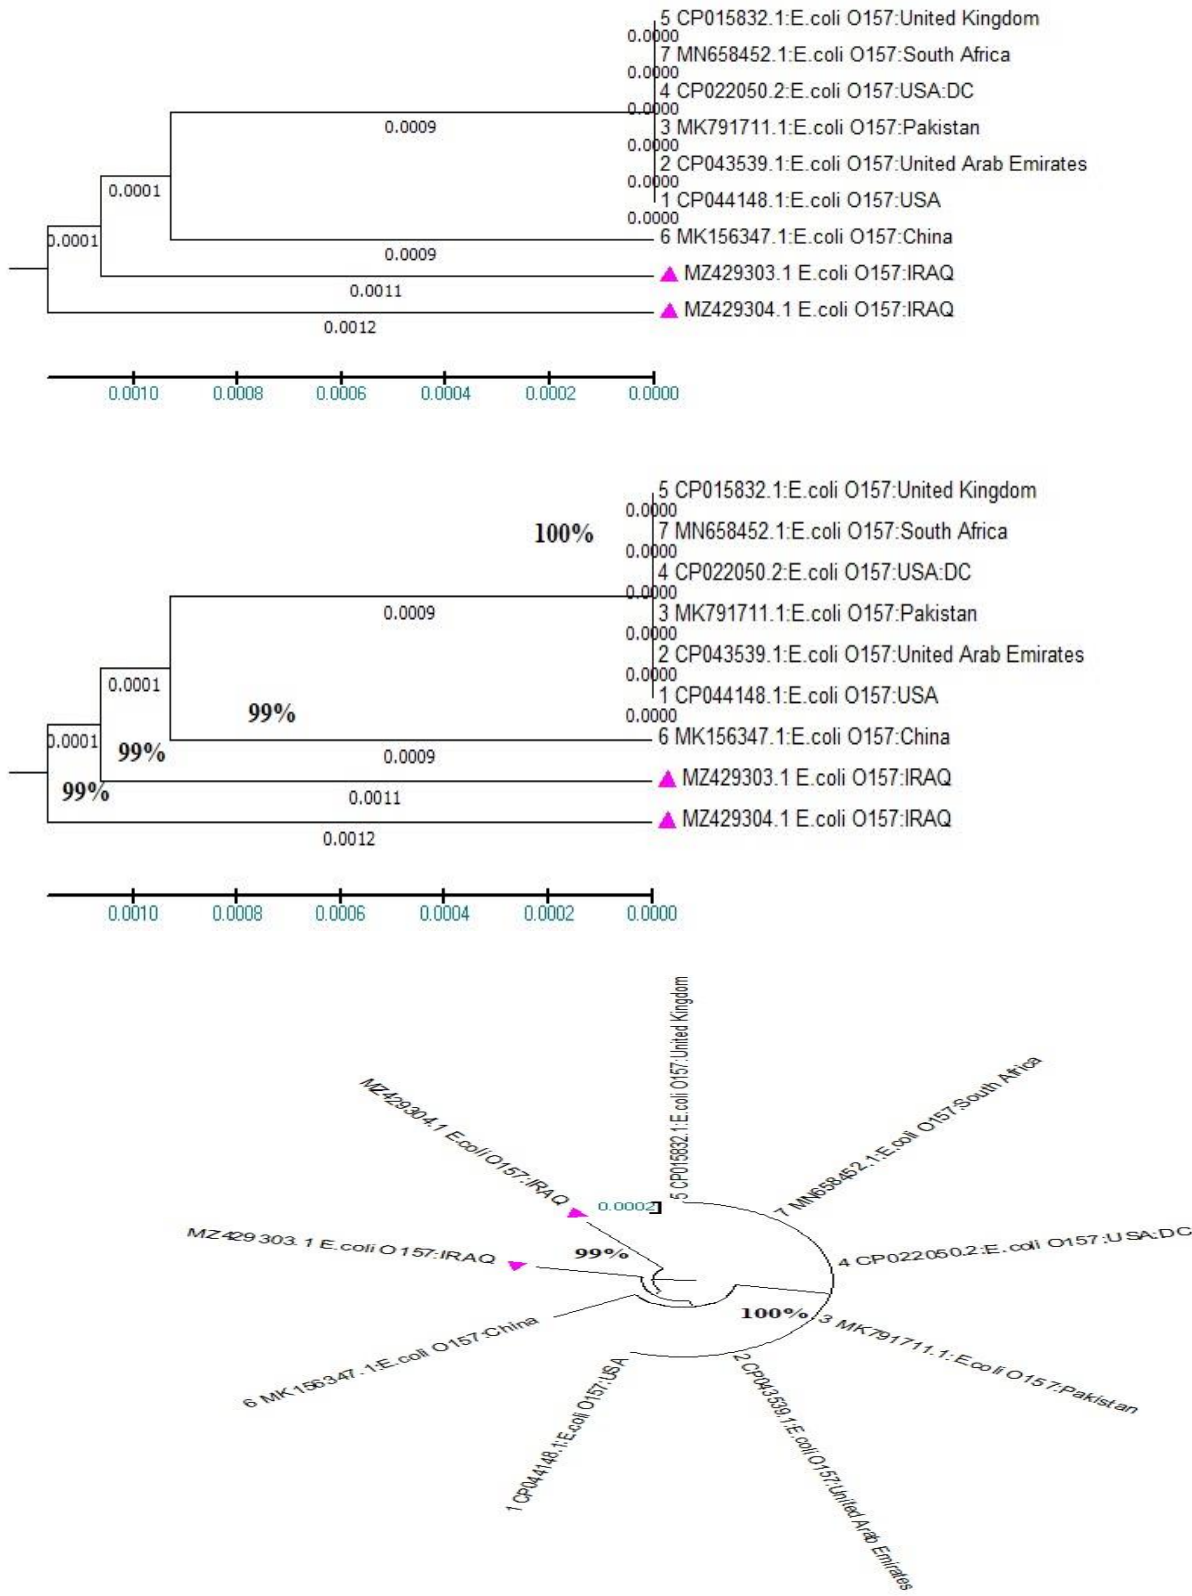 5 CP015832.1:E.coli O157:United Kingdom
0.0000
7 MN658452.1:E.coli O157:South Africa
0.0000
4 CP022050.2:E.coli O157:USA:DC
0.0000
0.0009
3 MK791711.1:E.coli O157:Pakistan
0.0000
2 CP043539.1:E.coli O157:United Arab Emirates
0.0000
0.0001
1 CP044148.1:E.coli O157:USA
0.0000
6 MK156347.1:E.coli O157:China
0.0001
0.0009
MZ429303.1 E.coli O157:IRAQ
0.0011
MZ429304.1 E.coli O157:IRAQ
0.0012
0.0010 0.0008 0.0006 0.0004 0.0002 0.0000
5 CP015832.1:E.coli O157:United Kingdom
0.0000
100%
7 MN658452.1:E.coli O157:South Africa
0.0000
4 CP022050.2:E.coli O157:USA:DC
0.0000
0.0009
3 MK791711.1:E.coli O157:Pakistan
0.0000
2 CP043539.1:E.coli O157:United Arab Emirates
0.0000
0.0001
1 CP044148.1:E.coli O157:USA
99%
0.0000
6 MK156347.1:E.coli O157:China
0.0001
99%
0.0009
MZ429303.1 E.coli O157:IRAQ
99%
0.0011
MZ429304.1 E.coli O157:IRAQ
0.0012
0.0010 0.0008 0.0006 0.0004 0.0002 0.0000
5 CP015832.1:E.coli O157:United Kingdom
7 MN658452.1:E.coli O157:South Africa
MZ429304.1 E.coli O157:IRAQ
0.0002
MZ429303.1 E.coli O157:IRAQ
99%
4 CP022050.2:E.coli O157:USA:DC
100%
3 MK791711.1:E.coli O157:Pakistan
6 MK156347.1:E.coli O157:China
1 CP044148.1:E.coli O157:USA
2 CP043539.1:E.coli O157:United Arab Emirates